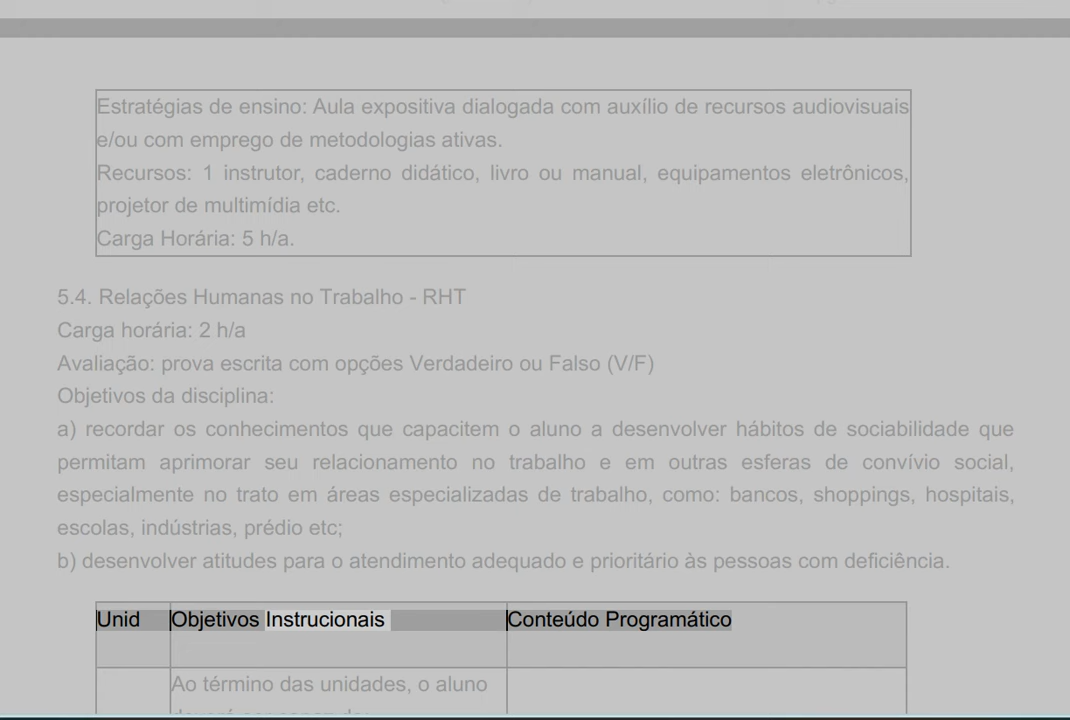 Estratégias de ensino: Aula expositiva dialogada com auxílio de recursos audiovisuais
e/ou com emprego de metodologias ativas.
Recursos: 1 instrutor, caderno didático, livro ou manual, equipamentos eletrônicos,
projetor de multimídia etc.
Carga Horária: 5 h/a.
5.4. Relações Humanas no Trabalho - RHT
Carga horária: 2 h/a
Avaliação: prova escrita com opções Verdadeiro ou Falso (V/F)
Objetivos da disciplina:
a) recordar os conhecimentos que capacitem o aluno a desenvolver hábitos de sociabilidade que
permitam aprimorar seu relacionamento no trabalho e em outras esferas de convívio social,
especialmente no trato em áreas especializadas de trabalho, como: bancos, shoppings, hospitais,
escolas, indústrias, prédio etc;
b) desenvolver atitudes para o atendimento adequado e prioritário às pessoas com deficiência.
Unid Objetivos Instrucionais Conteúdo Programático
Ao término das unidades, o aluno